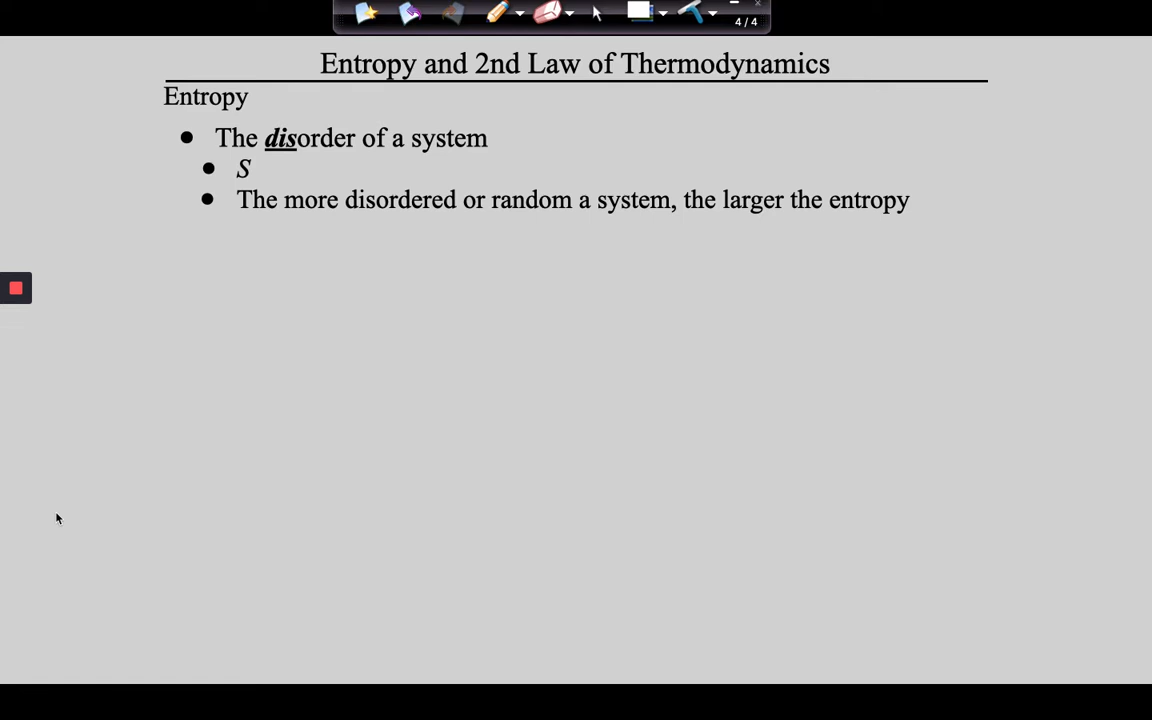 4 / 4
Entropy and 2nd Law of Thermodynamics
Entropy
● The disorder of a system
● S
● The more disordered or random a system, the larger the entropy